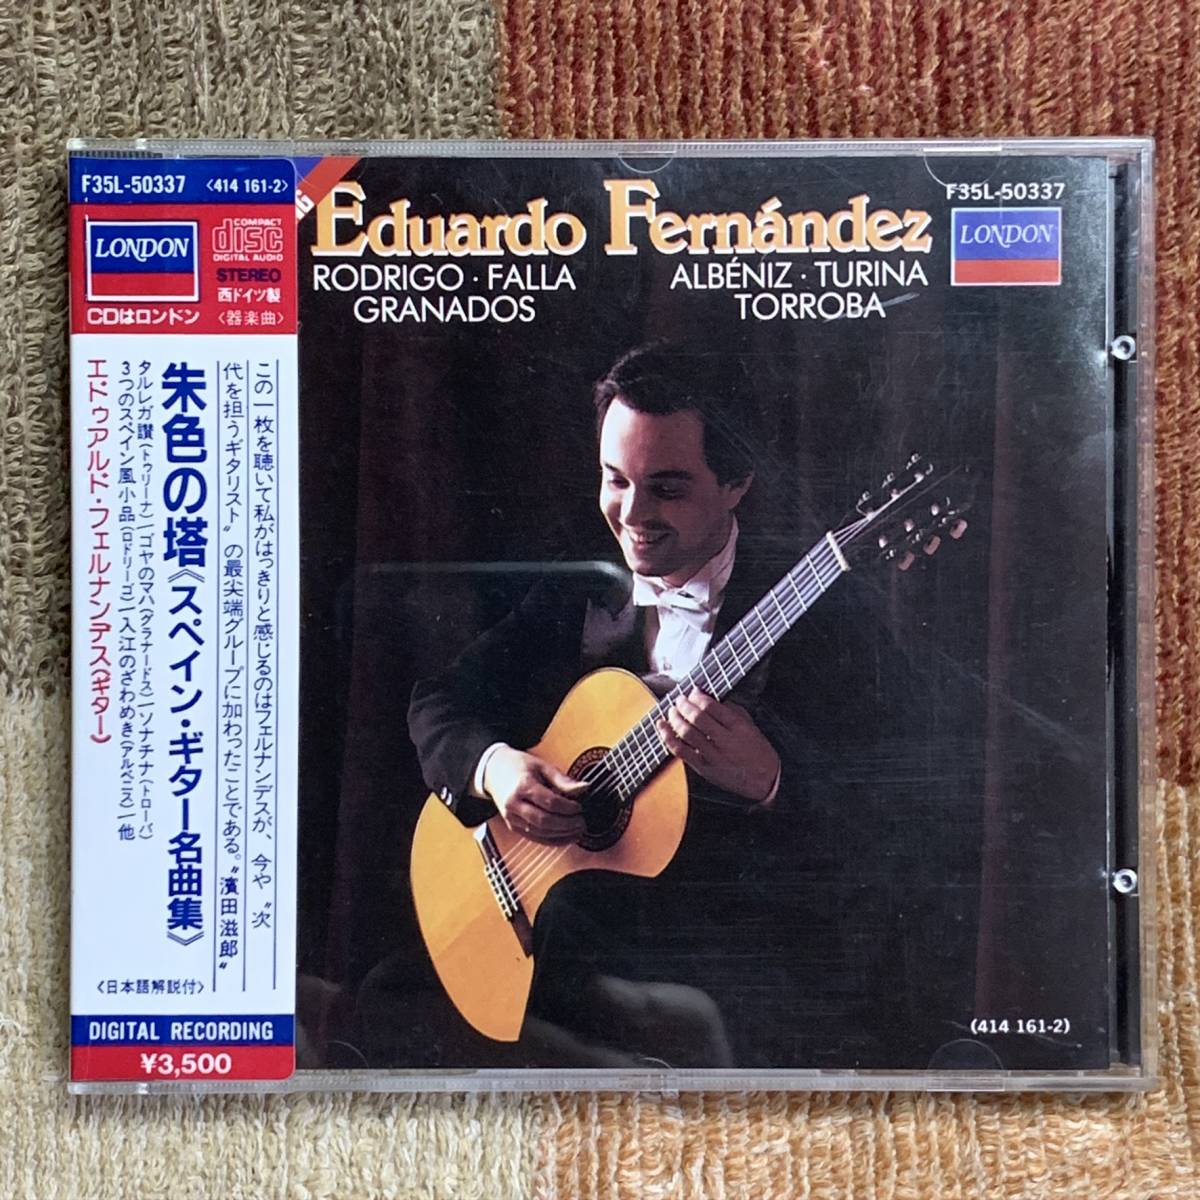 F35L-50337 <414 161-2>
LONDON
COMPACT
disc
DIGITAL AUDIO
STEREO
西ドイツ製
CDはロンドン
〈器楽曲〉
この一枚を聴いて私がはっきりと感じるのはフェルナンデスが、今や〝次
代を担うギタリスト〟の最尖端グループに加わったことである。〝濱田滋郎〟
朱色の塔《スペイン・ギター名曲集》
タルレガ讃(トゥリーナ)/ゴヤのマハ(グラナードス)/ソナチナ(トローバ)
3つのスペイン風小品(ロドリーゴ)/入江のざわめき(アルベニス)/他
エドゥアルド・フェルナンデス(ギター)
〈日本語解説付〉
DIGITAL RECORDING
¥3,500
Eduardo Fernández
RODRIGO · FALLA
GRANADOS
ALBÉNIZ · TURINA
TORROBA
F35L-50337
LONDON
(414 161-2)